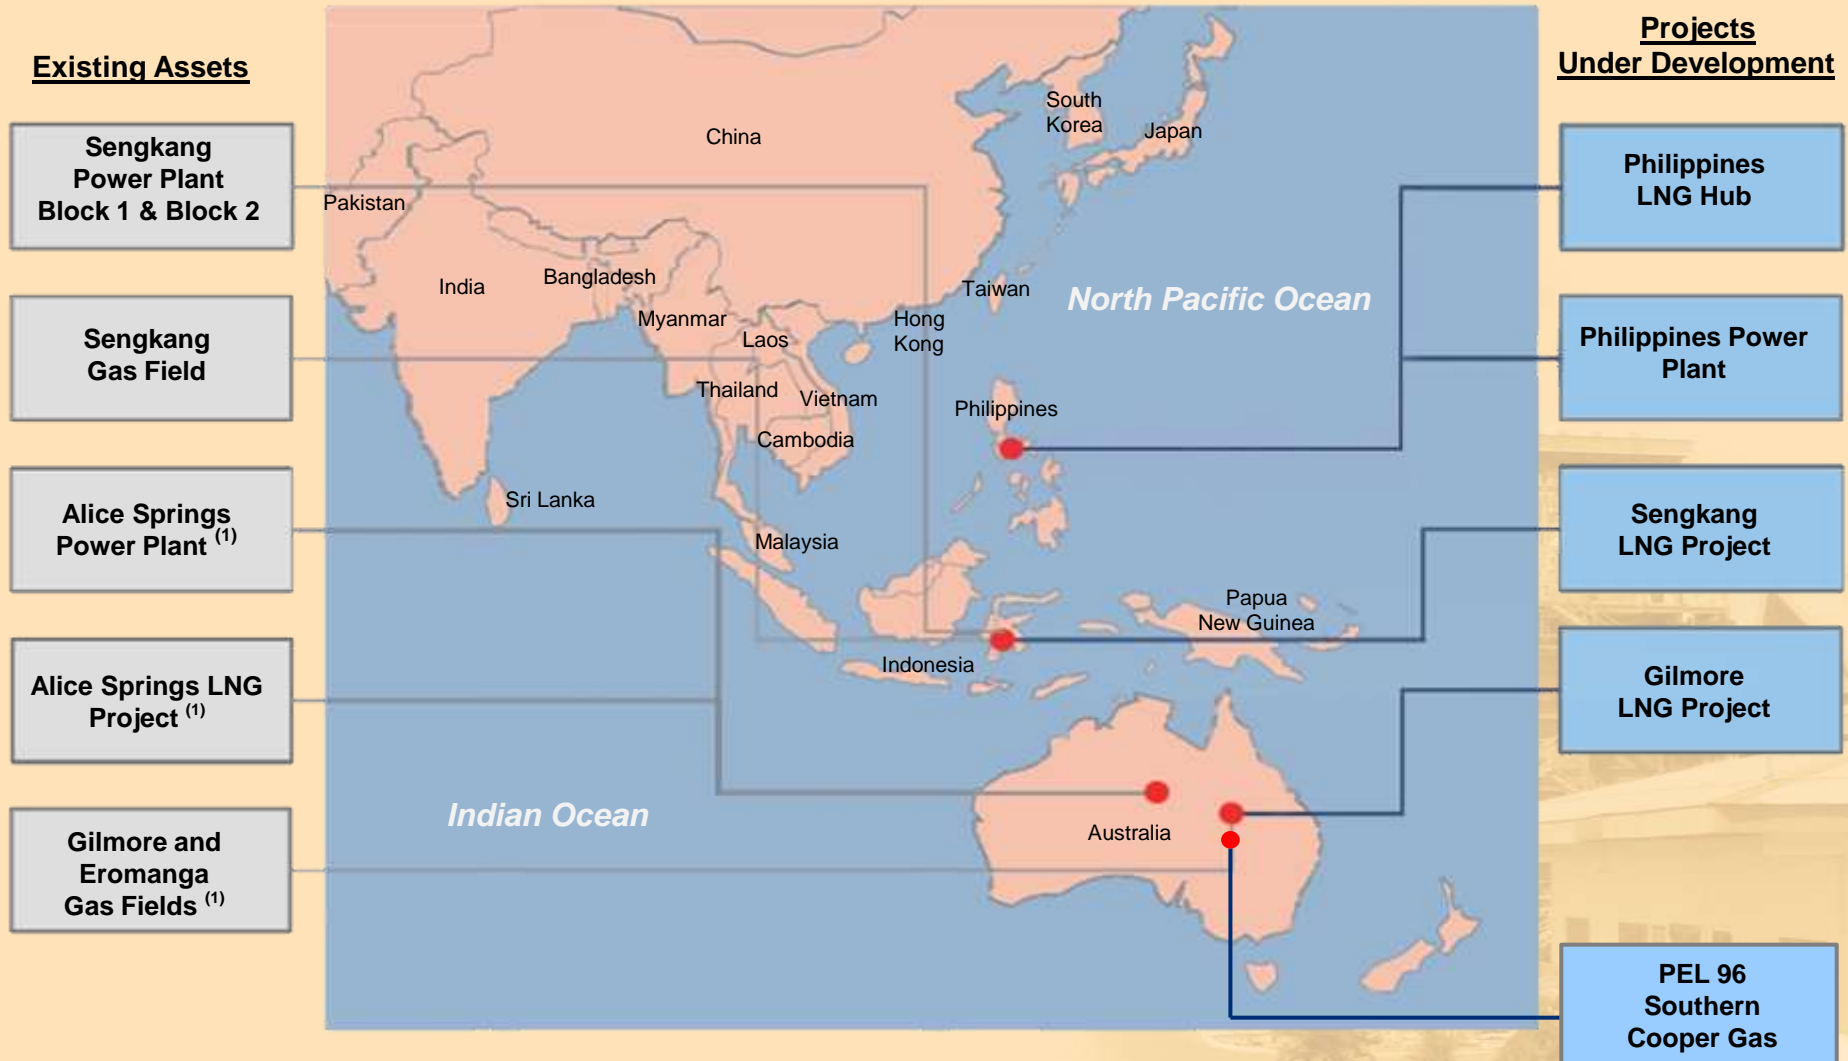 Existing Assets
Sengkang
Power Plant
Block 1 & Block 2
Sengkang
Gas Field
Alice Springs
Power Plant (1)
Alice Springs LNG
Project (1)
Gilmore and
Eromanga
Gas Fields (1)
China
South
Korea
Japan
Pakistan
India
Bangladesh
Myanmar
Laos
Hong
Kong
Taiwan
North Pacific Ocean
Thailand
Vietnam
Philippines
Cambodia
Sri Lanka
Malaysia
Papua
New Guinea
Indonesia
Indian Ocean
Australia
Projects
Under Development
Philippines
LNG Hub
Philippines Power
Plant
Sengkang
LNG Project
Gilmore
LNG Project
PEL 96
Southern
Cooper Gas